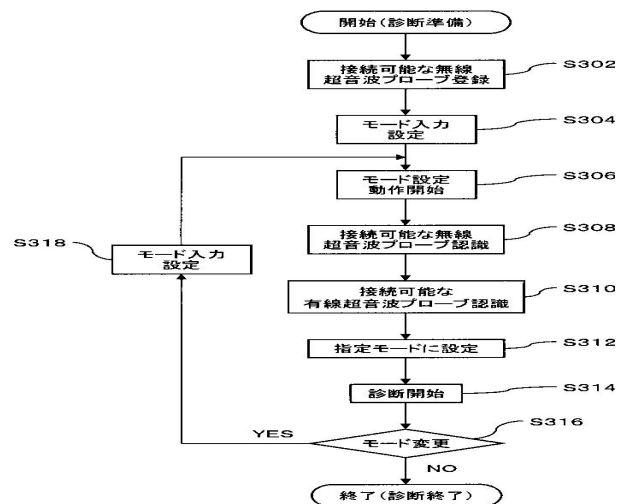 開始(診断準備)
接続可能な無線
超音波プローブ登録
S302
モード入力
設定
S304
モード設定
動作開始
S306
接続可能な無線
超音波プローブ認識
S308
S318
モード入力
設定
接続可能な
有線超音波プローブ認識
S310
指定モードに設定
S312
診断開始
S314
モード変更
S316
YES
NO
終了(診断終了)